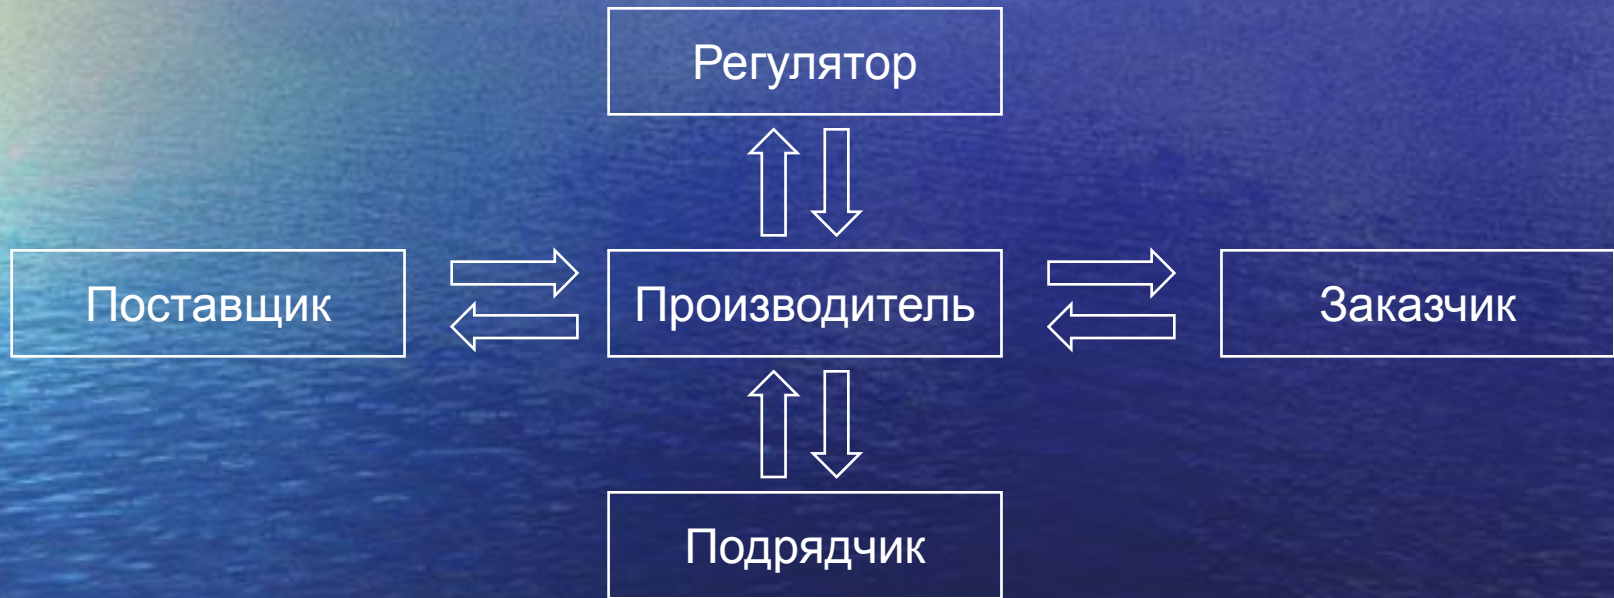 Регулятор
Поставщик
Производитель
Заказчик
Подрядчик